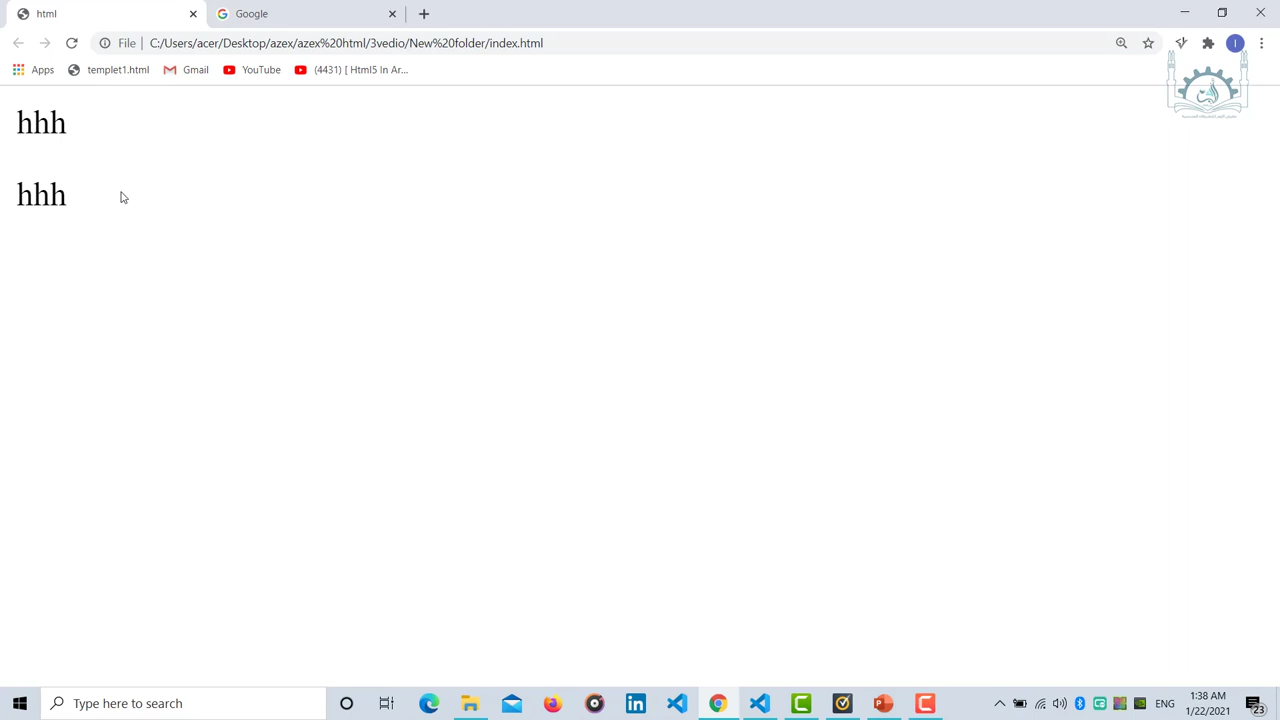 html
Google
File
C:/Users/acer/Desktop/azex/azex%20html/3vedio/New%20folder/index.html
I
Apps
templet1.html
Gmail
YouTube
(4431) [ Html5 In Ar...
hhh
hhh
Type here to search
ENG
1:38 AM
1/22/2021
23